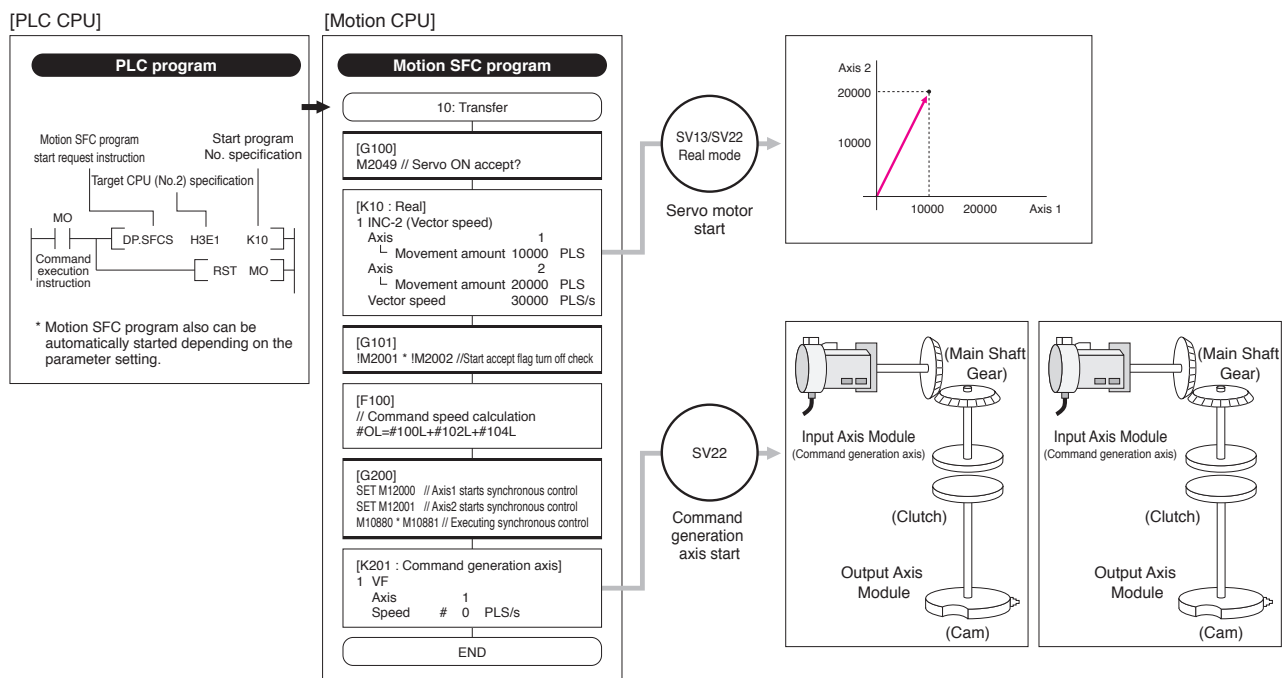 [PLC CPU]
PLC program
Motion SFC program
start request instruction
Start program
No. specification
Target CPU (No.2) specification
MO
DP.SFCS H3E1 K10
Command
execution
instruction
RST MO
* Motion SFC program also can be
automatically started depending on the
parameter setting.
[Motion CPU]
Motion SFC program
10: Transfer
[G100]
M2049 // Servo ON accept?
[K10 : Real]
1 INC-2 (Vector speed)
Axis 1
Movement amount 10000 PLS
Axis 2
Movement amount 20000 PLS
Vector speed 30000 PLS/s
[G101]
!M2001 * !M2002 //Start accept flag turn off check
[F100]
// Command speed calculation
#OL=#100L+#102L+#104L
[G200]
SET M12000 // Axis1 starts synchronous control
SET M12001 // Axis2 starts synchronous control
M10880 * M10881 // Executing synchronous control
[K201 : Command generation axis]
1 VF
Axis 1
Speed # 0 PLS/s
END
SV13/SV22
Real mode
Servo motor
start
Axis 2
20000
10000
10000 20000 Axis 1
SV22
Command
generation
axis start
(Main Shaft
Gear)
Input Axis Module
(Command generation axis)
(Clutch)
Output Axis
Module
(Cam)
(Main Shaft
Gear)
Input Axis Module
(Command generation axis)
(Clutch)
Output Axis
Module
(Cam)